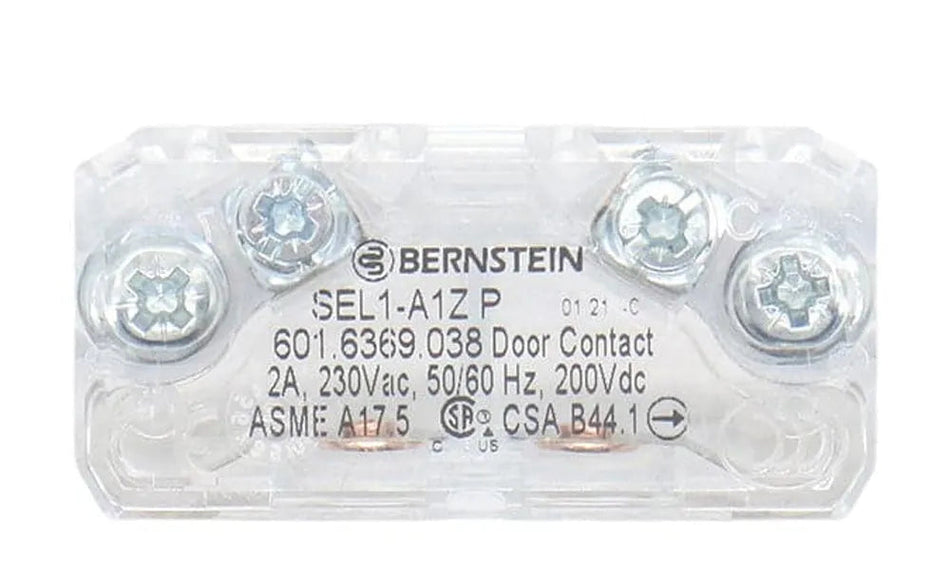 BERNSTEIN
SEL1-A1Z P 01 21 -C
601.6369.038 Door Contact
2A, 230Vac, 50/60 Hz, 200Vdc
ASME A17.5 CSA B44.1
C US